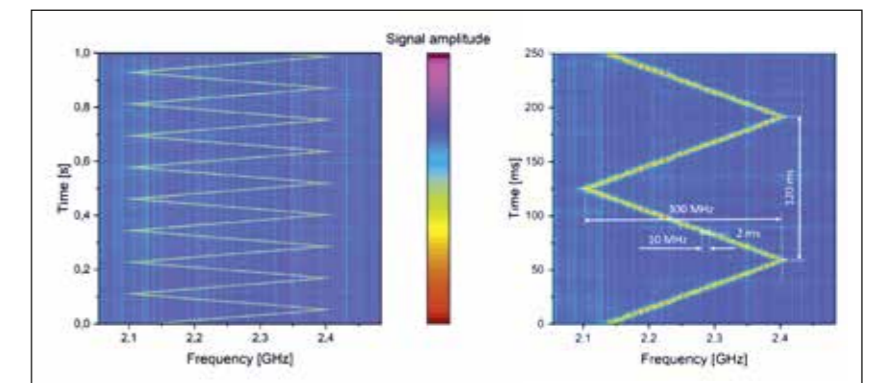 Signal amplitude
1,0
0,8
0,6
0,4
0,2
0,0
Time [s]
2.1 2.2 2.3 2.4
Frequency [GHz]
250
200
150
100
50
0
Time [ms]
120 ms
300 MHz
10 MHz
2 ms
2.1 2.2 2.3 2.4
Frequency [GHz]